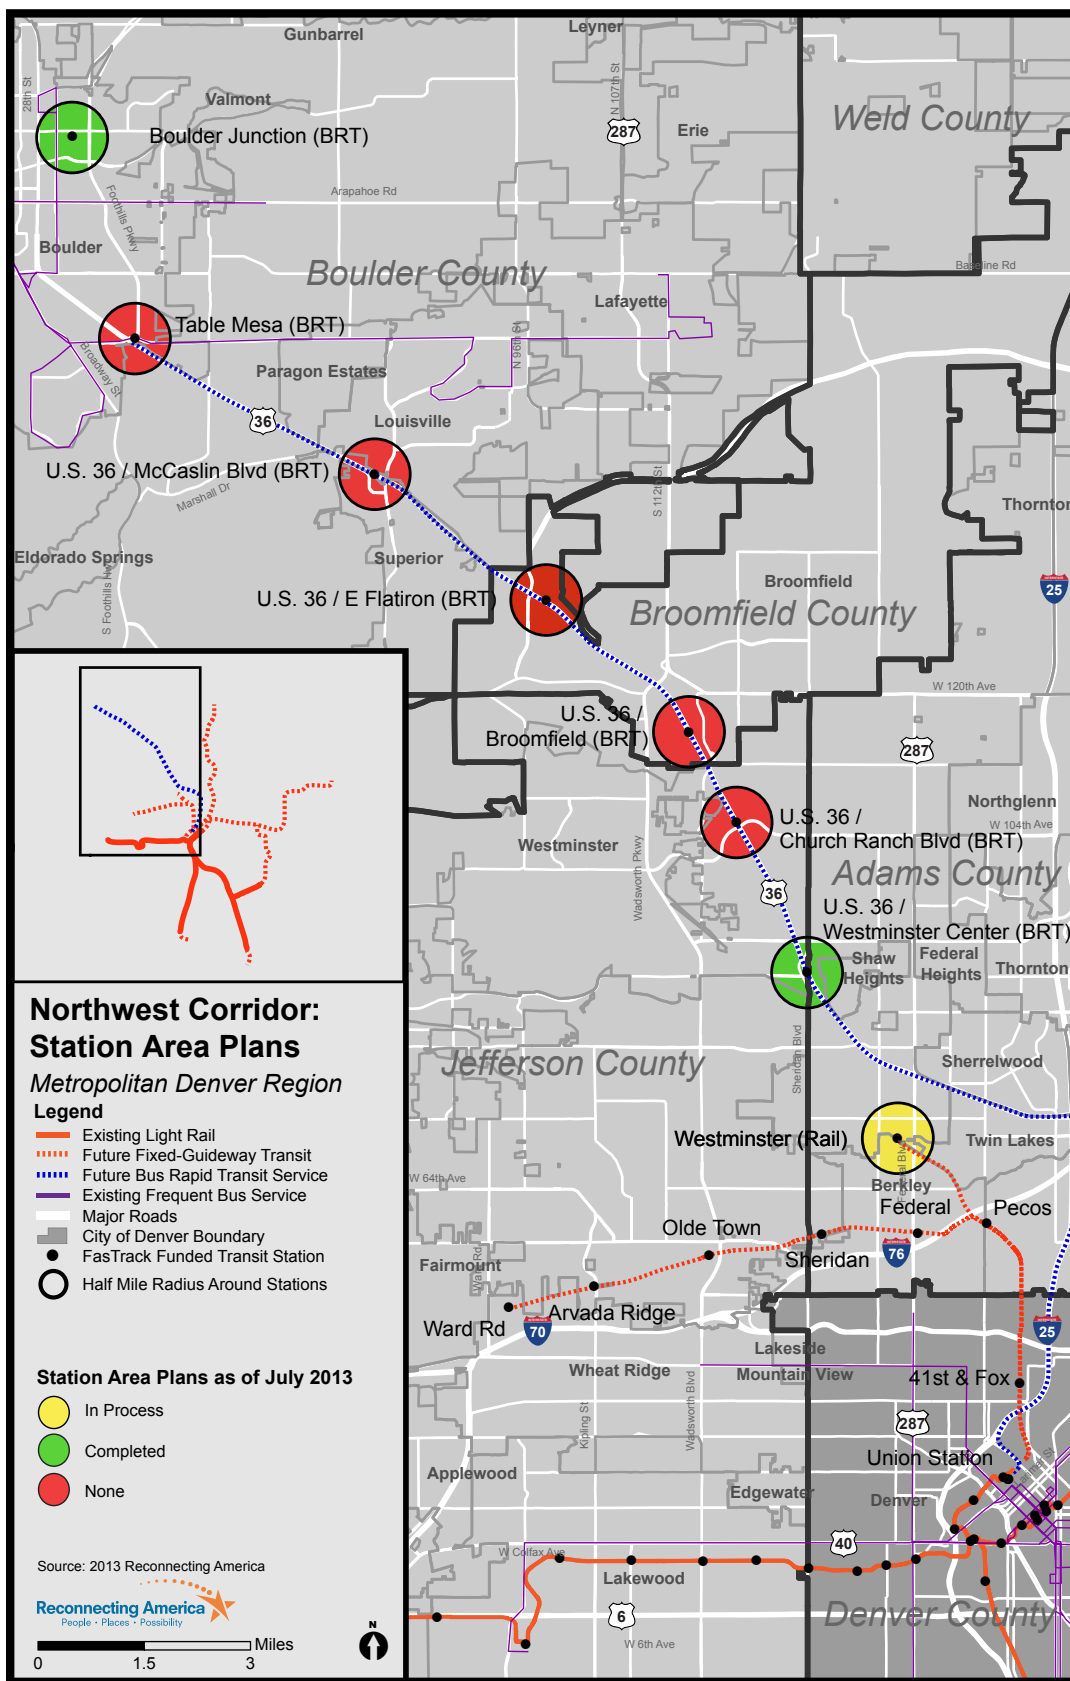 Gunbarrel
Leyner
28th St
Valmont
N 107th St
287
Erie
Weld County
Boulder Junction (BRT)
Arapahoe Rd
Foothills Pkwy
Boulder
Boulder County
Baseline Rd
Lafayette
Table Mesa (BRT)
N 96th St
Broadway St
Paragon Estates
36
Louisville
U.S. 36 / McCaslin Blvd (BRT)
Marshall Dr
S 112th St
Thornton
Eldorado Springs
Superior
S Foothills Hwy
Broomfield
INTERSTATE
25
U.S. 36 / E Flatiron (BRT)
Broomfield County
W 120th Ave
U.S. 36 /
Broomfield (BRT)
287
Northglenn
U.S. 36 /
Church Ranch Blvd (BRT)
W 104th Ave
Westminster
Wadsworth Pkwy
Adams County
36
U.S. 36 /
Westminster Center (BRT)
Shaw
Heights
Federal
Heights
Thornton
Northwest Corridor:
Station Area Plans
Metropolitan Denver Region
Jefferson County
Sheridan Blvd
Sherrelwood
Legend
Existing Light Rail
Future Fixed-Guideway Transit
Future Bus Rapid Transit Service
Existing Frequent Bus Service
Major Roads
City of Denver Boundary
FasTrack Funded Transit Station
Half Mile Radius Around Stations
Westminster (Rail)
Twin Lakes
W 64th Ave
Federal Blvd
Berkley
Federal
Pecos
Olde Town
Sheridan
INTERSTATE
76
Fairmount
Ward Rd
Arvada Ridge
Ward Rd
INTERSTATE
70
INTERSTATE
25
Lakeside
Wheat Ridge
Mountain View
41st & Fox
Station Area Plans as of July 2013
In Process
Completed
None
Kipling St
Wadsworth Blvd
287
Union Station
Larimer St
Applewood
Edgewater
Denver
W Colfax Ave
40
Lakewood
6
Denver County
W 6th Ave
Source: 2013 Reconnecting America
Reconnecting America
People • Places • Possibility
Miles
0 1.5 3
N